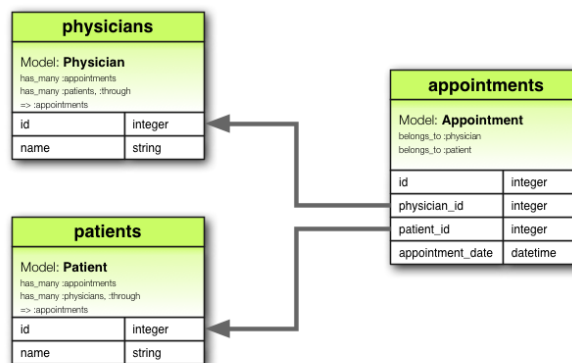 physicians
Model: Physician
has_many :appointments
has_many :patients, :through
=> :appointments
id integer
name string
appointments
Model: Appointment
belongs_to :physician
belongs_to :patient
id integer
physician_id integer
patient_id integer
appointment_date datetime
patients
Model: Patient
has_many :appointments
has_many :physicians, :through
=> :appointments
id integer
name string